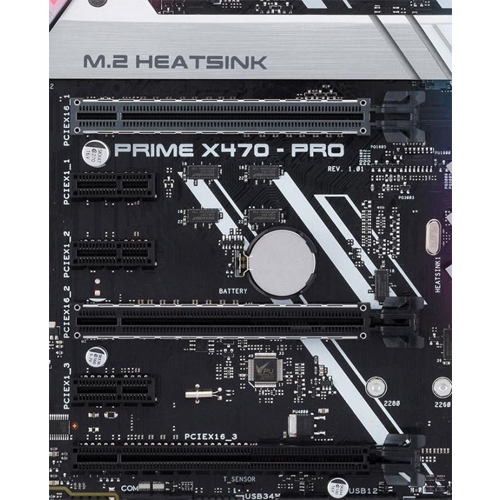 M.2 HEATSINK
PCIEX16_1
PRIME X470 - PRO
REV. 1.01
PCIEX1_1
PCIEX1_2
BATTERY
HEATSINK1
PCIEX16_2
PCIEX1_3
2280
2260
PU4000
PCIEX16_3
T_SENSOR
COM
USB34
USB12